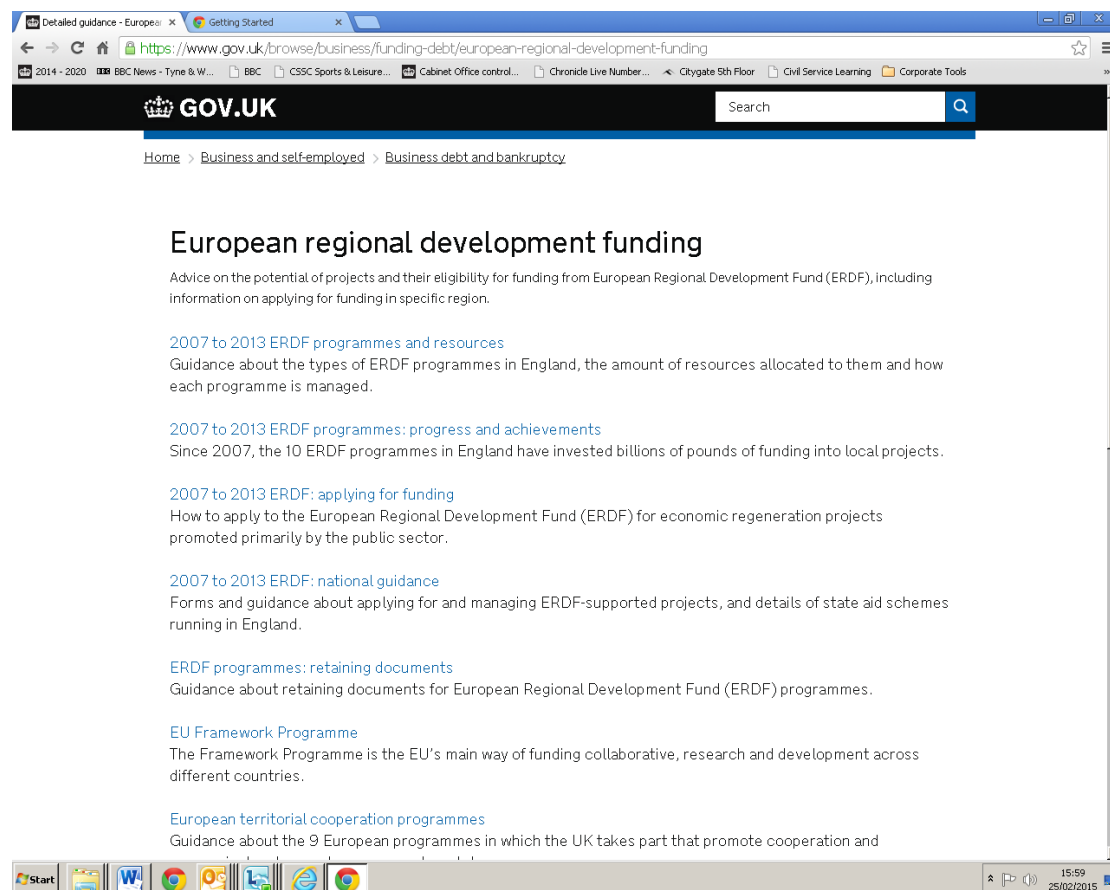 Detailed guidance - Europea
Getting Started
https://www.gov.uk/browse/business/funding-debt/european-regional-development-funding
2014 - 2020 BBC News - Tyne & W... BBC CSSC Sports & Leisure... Cabinet Office control... Chronicle Live Number... Citygate 5th Floor Civil Service Learning Corporate Tools »
GOV.UK Search
Home > Business and self-employed > Business debt and bankruptcy
European regional development funding
Advice on the potential of projects and their eligibility for funding from European Regional Development Fund (ERDF), including
information on applying for funding in specific region.
2007 to 2013 ERDF programmes and resources
Guidance about the types of ERDF programmes in England, the amount of resources allocated to them and how
each programme is managed.
2007 to 2013 ERDF programmes: progress and achievements
Since 2007, the 10 ERDF programmes in England have invested billions of pounds of funding into local projects.
2007 to 2013 ERDF: applying for funding
How to apply to the European Regional Development Fund (ERDF) for economic regeneration projects
promoted primarily by the public sector.
2007 to 2013 ERDF: national guidance
Forms and guidance about applying for and managing ERDF-supported projects, and details of state aid schemes
running in England.
ERDF programmes: retaining documents
Guidance about retaining documents for European Regional Development Fund (ERDF) programmes.
EU Framework Programme
The Framework Programme is the EU's main way of funding collaborative, research and development across
different countries.
European territorial cooperation programmes
Guidance about the 9 European programmes in which the UK takes part that promote cooperation and
Start
15:59
25/02/2015